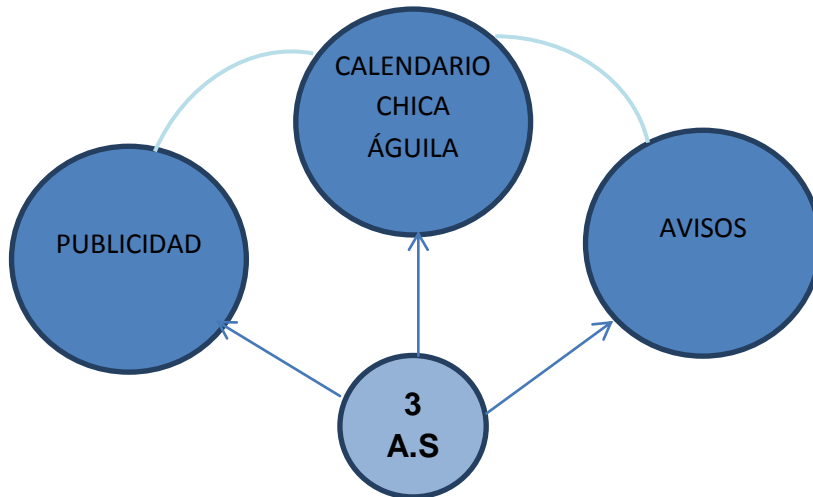 CALENDARIO
CHICA
ÁGUILA
PUBLICIDAD
AVISOS
3
A.S